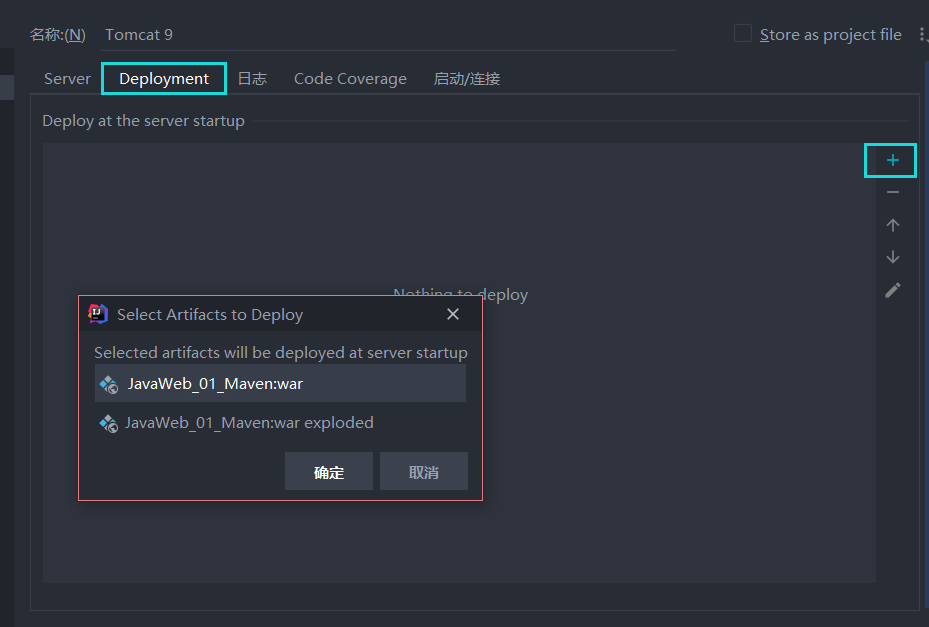 名称:(N) Tomcat 9 Store as project file
Server Deployment 日志 Code Coverage 启动/连接
Deploy at the server startup
Nothing to deploy
Select Artifacts to Deploy
Selected artifacts will be deployed at server startup
JavaWeb_01_Maven:war
JavaWeb_01_Maven:war exploded
确定 取消